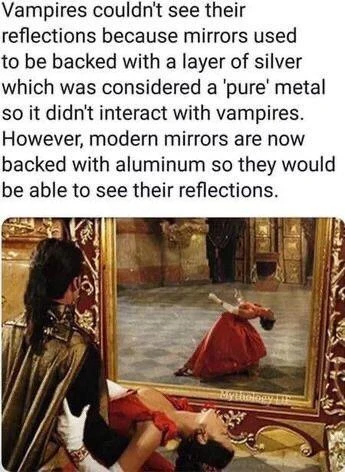 Vampires couldn't see their
reflections because mirrors used
to be backed with a layer of silver
which was considered a 'pure' metal
so it didn't interact with vampires.
However, modern mirrors are now
backed with aluminum so they would
be able to see their reflections.